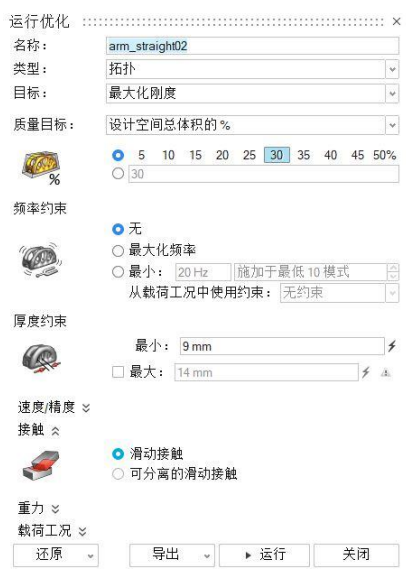 运行优化
名称： arm_straight02
类型： 拓扑
目标： 最大化刚度
质量目标： 设计空间总体积的%
5 10 15 20 25 30 35 40 45 50%
%
30
频率约束
无
最大化频率
最小： 20 Hz 施加于最低 10 模式
从载荷工况中使用约束： 无约束
厚度约束
最小： 9 mm
最大： 14 mm
速度/精度
接触
滑动接触
可分离的滑动接触
重力
载荷工况
还原 导出 运行 关闭